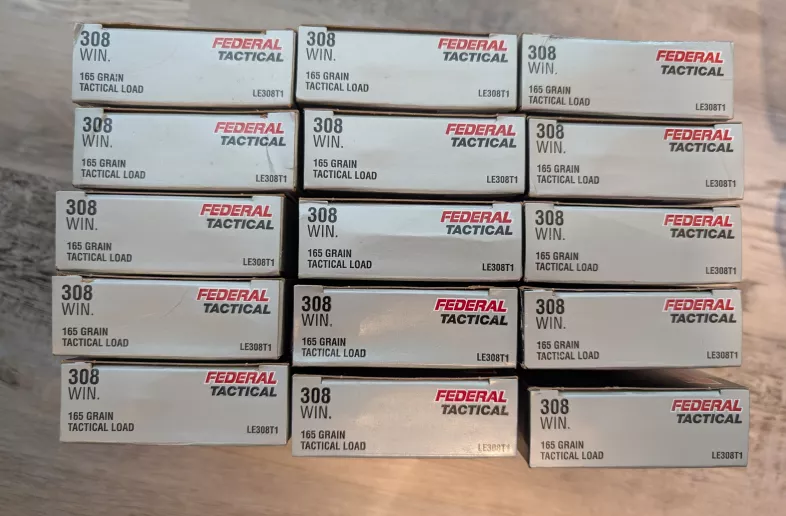 308
WIN.
FEDERAL
TACTICAL
165 GRAIN
TACTICAL LOAD
LE308T1
308
WIN.
FEDERAL
TACTICAL
165 GRAIN
TACTICAL LOAD
LE308T1
308
WIN.
FEDERAL
TACTICAL
165 GRAIN
TACTICAL LOAD
LE308T1
308
WIN.
FEDERAL
TACTICAL
165 GRAIN
TACTICAL LOAD
LE308T1
308
WIN.
FEDERAL
TACTICAL
165 GRAIN
TACTICAL LOAD
LE308T1
308
WIN.
FEDERAL
TACTICAL
165 GRAIN
TACTICAL LOAD
LE308T1
308
WIN.
FEDERAL
TACTICAL
165 GRAIN
TACTICAL LOAD
LE308T1
308
WIN.
FEDERAL
TACTICAL
165 GRAIN
TACTICAL LOAD
LE308T1
308
WIN.
FEDERAL
TACTICAL
165 GRAIN
TACTICAL LOAD
LE308T1
308
WIN.
FEDERAL
TACTICAL
165 GRAIN
TACTICAL LOAD
LE308T1
308
WIN.
FEDERAL
TACTICAL
165 GRAIN
TACTICAL LOAD
LE308T1
308
WIN.
FEDERAL
TACTICAL
165 GRAIN
TACTICAL LOAD
LE308T1
308
WIN.
FEDERAL
TACTICAL
165 GRAIN
TACTICAL LOAD
LE308T1
308
WIN.
FEDERAL
TACTICAL
165 GRAIN
TACTICAL LOAD
LE308T1
308
WIN.
FEDERAL
TACTICAL
165 GRAIN
TACTICAL LOAD
LE308T1